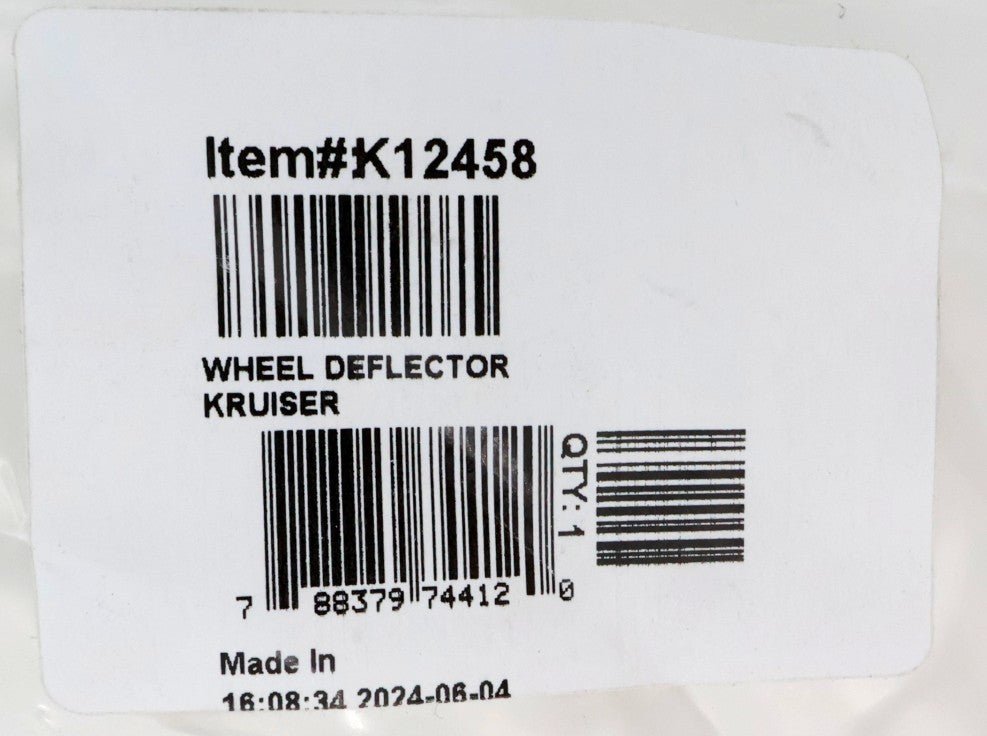 Item#K12458
WHEEL DEFLECTOR
KRUISER
QTY: 1
7 88379 74412 0
Made In
16:08:34 2024-06-04